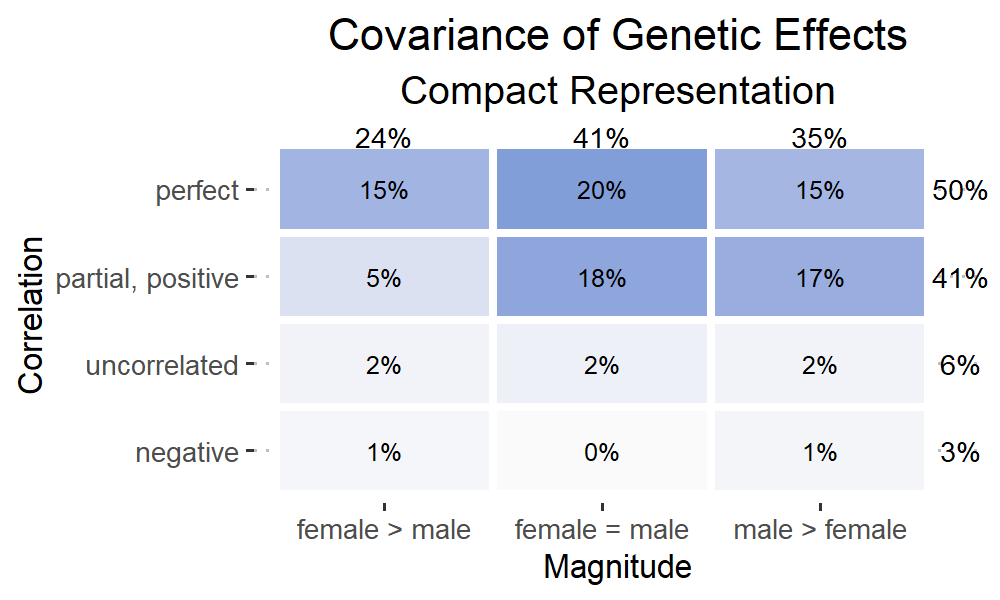 Covariance of Genetic Effects
Compact Representation
24% 41% 35%
perfect 15% 20% 15% 50%
partial, positive 5% 18% 17% 41%
uncorrelated 2% 2% 2% 6%
negative 1% 0% 1% 3%
female > male female = male male > female
Magnitude
Correlation